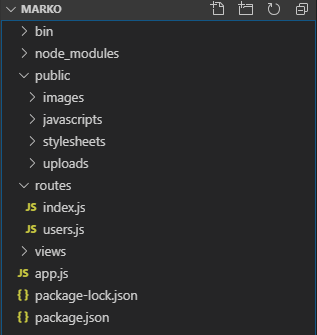 MARKO
bin
node_modules
public
images
javascripts
stylesheets
uploads
routes
JS index.js
JS users.js
views
JS app.js
{} package-lock.json
{} package.json